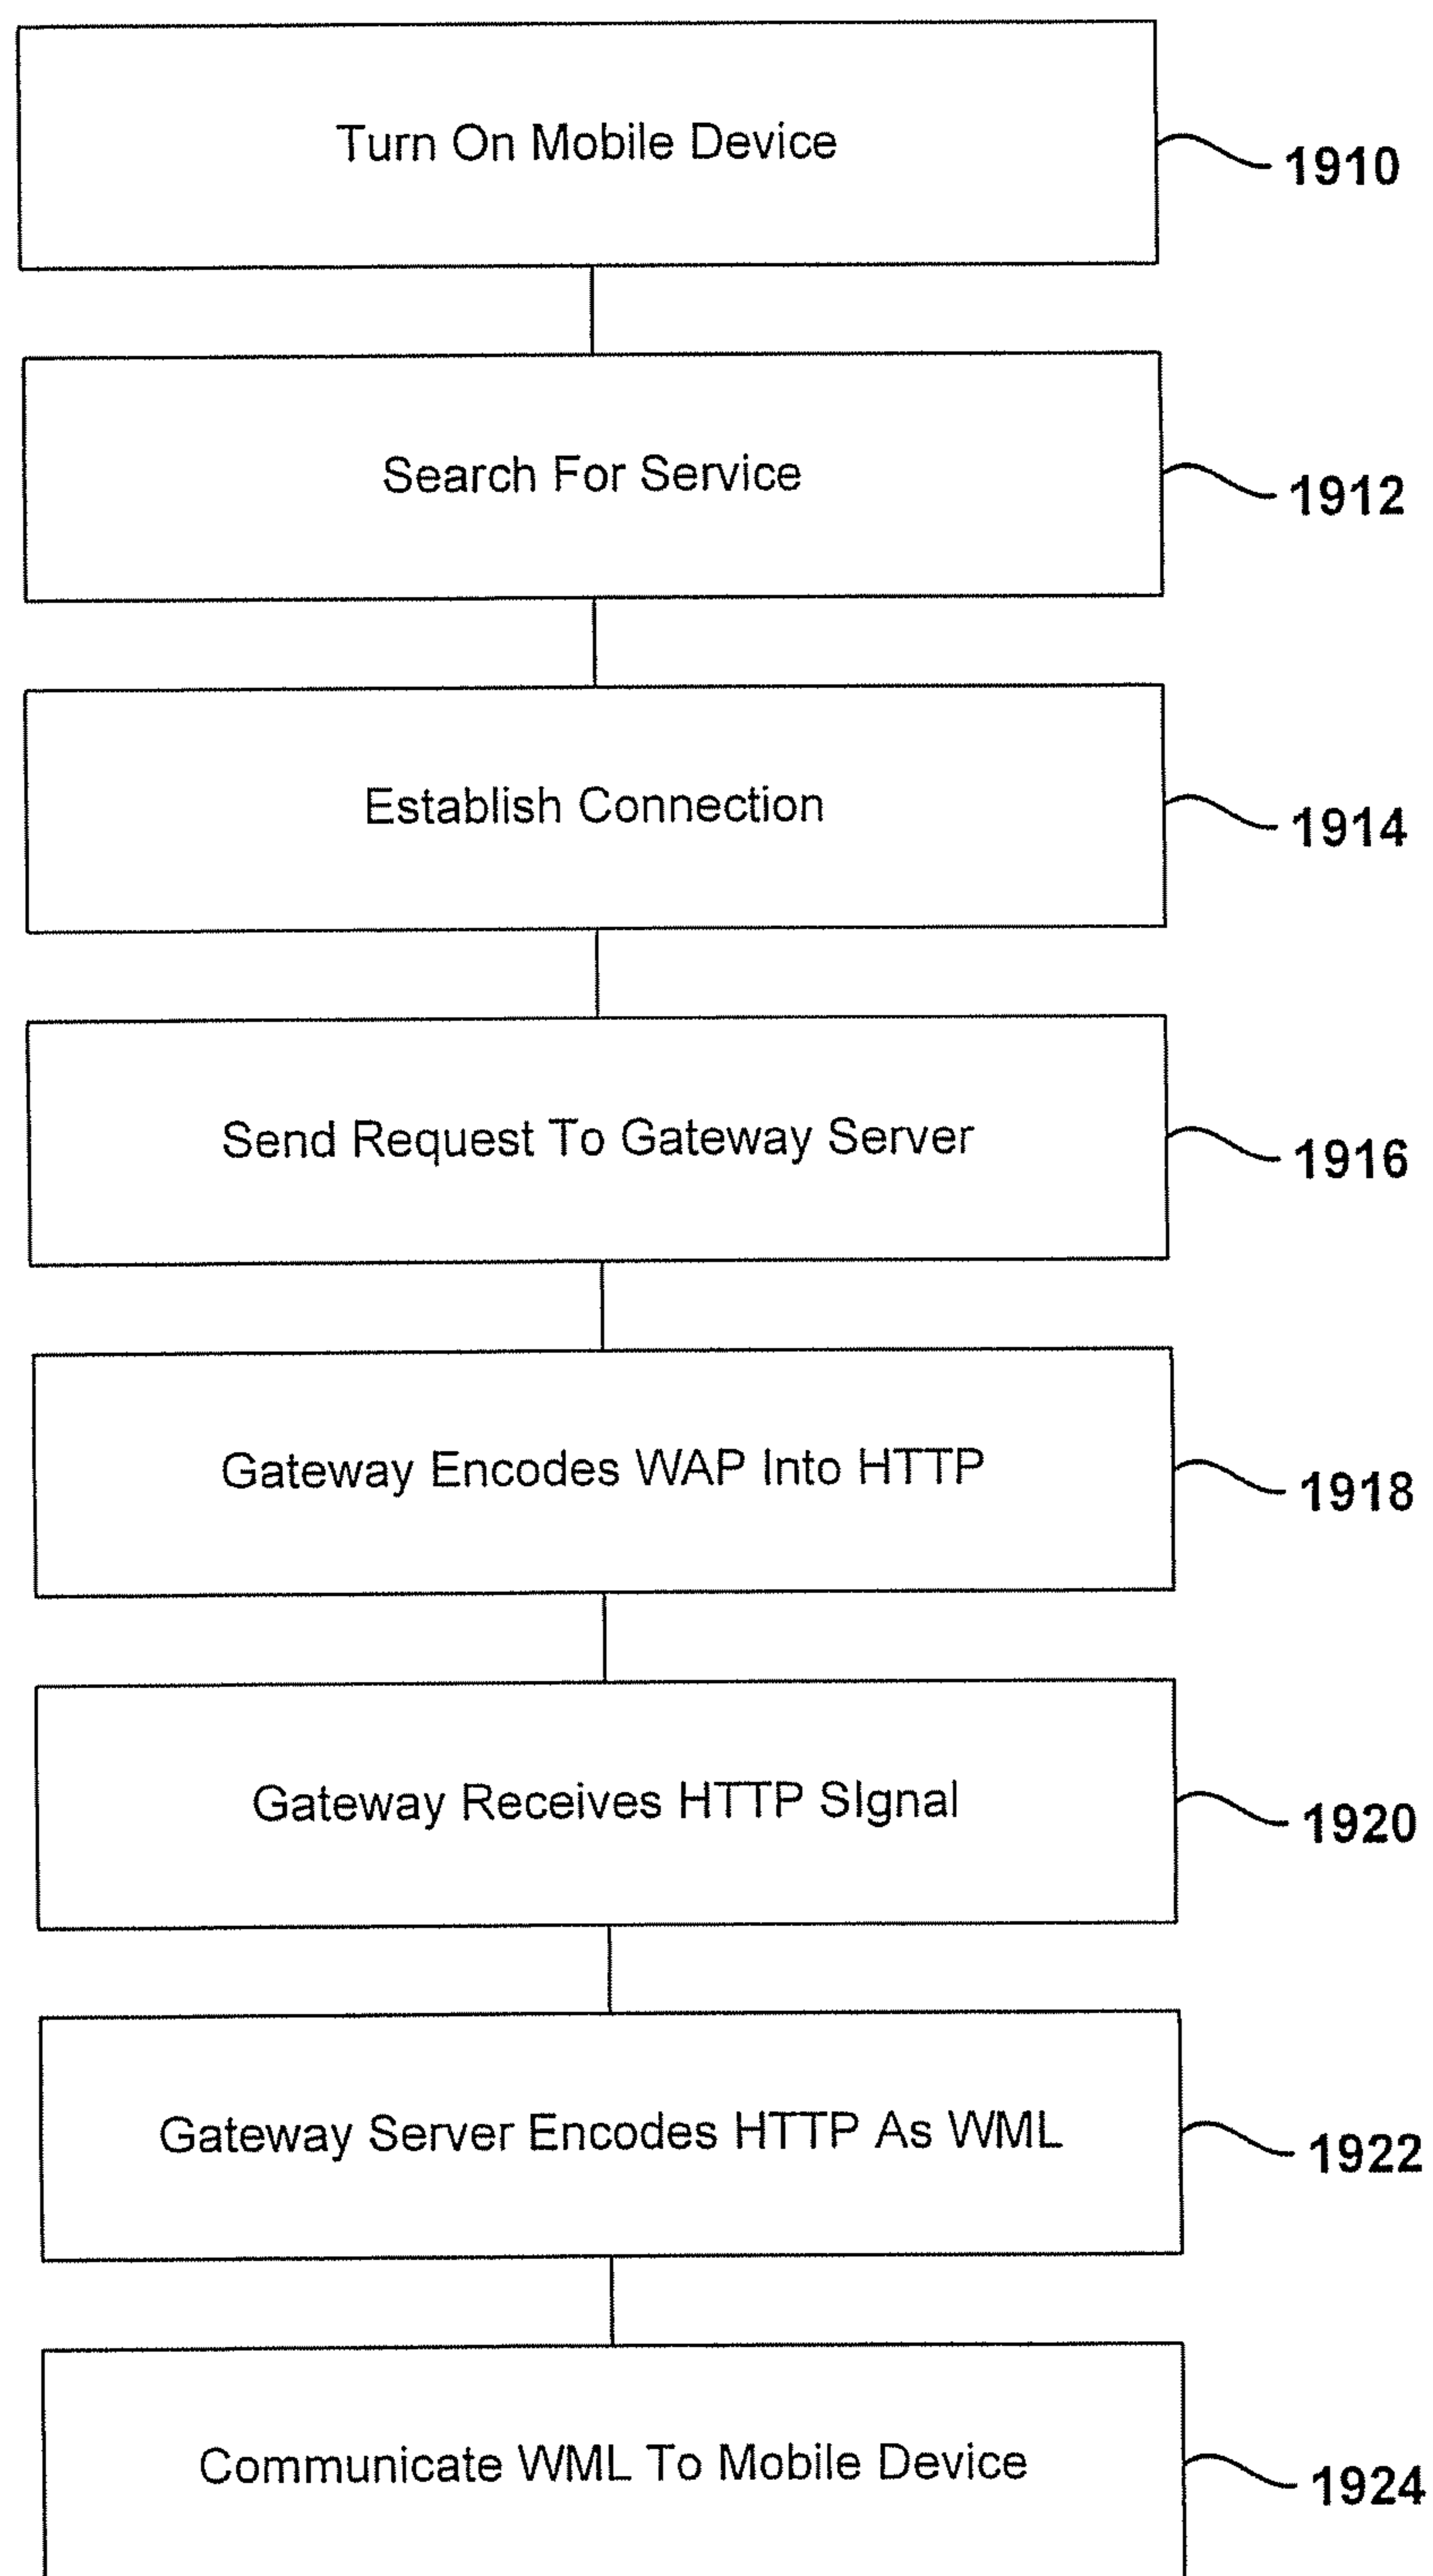 Turn On Mobile Device
1910
Search For Service
1912
Establish Connection
1914
Send Request To Gateway Server
1916
Gateway Encodes WAP Into HTTP
1918
Gateway Receives HTTP SIgnal
1920
Gateway Server Encodes HTTP As WML
1922
Communicate WML To Mobile Device
1924